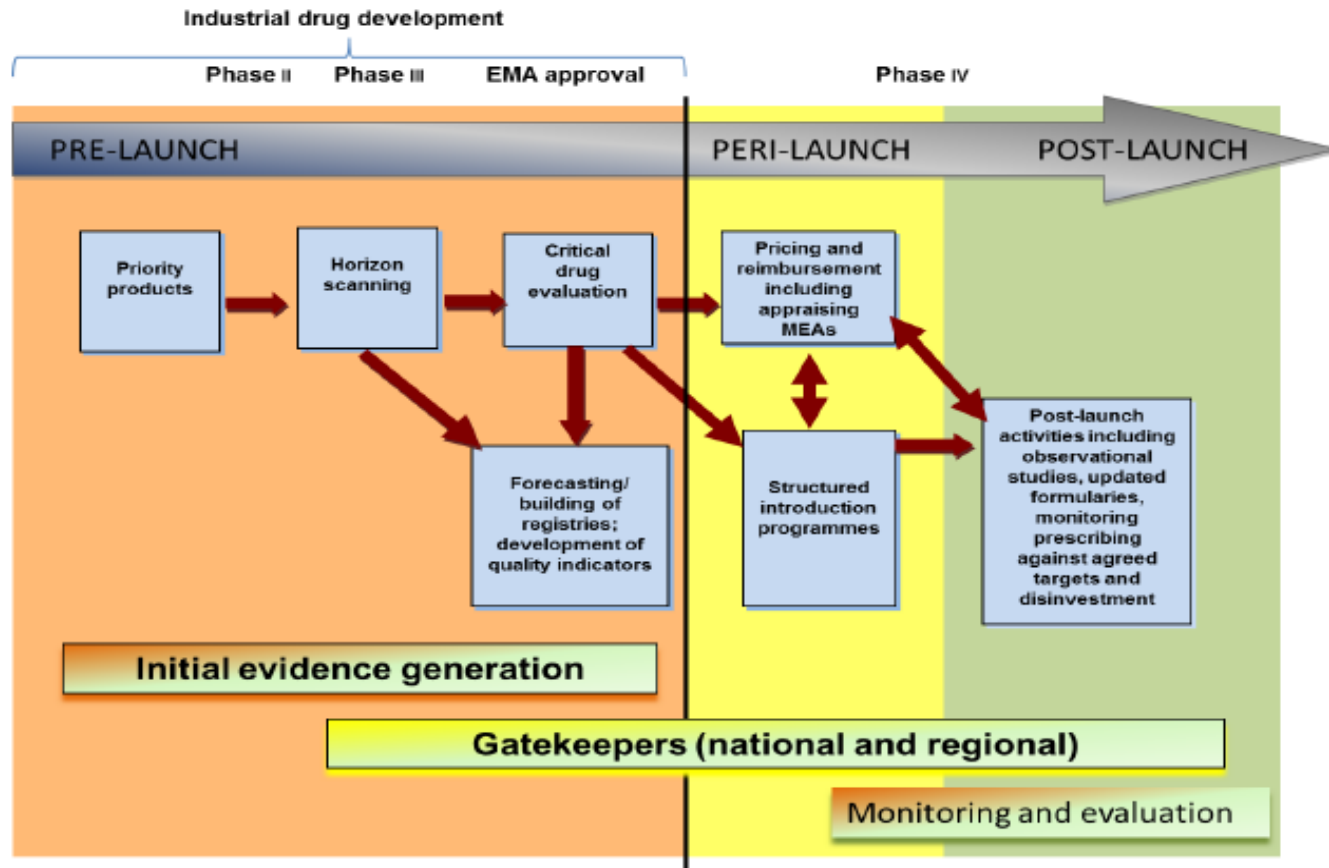 Industrial drug development
Phase II
Phase III
EMA approval
Phase IV
PRE-LAUNCH
PERI-LAUNCH
POST-LAUNCH
Priority
products
Horizon
scanning
Critical
drug
evaluation
Pricing and
reimbursement
including
appraising
MEAs
Forecasting/
building of
registries;
development of
quality indicators
Structured
introduction
programmes
Post-launch
activities including
observational
studies, updated
formularies,
monitoring
prescribing
against agreed
targets and
disinvestment
Initial evidence generation
Gatekeepers (national and regional)
Monitoring and evaluation